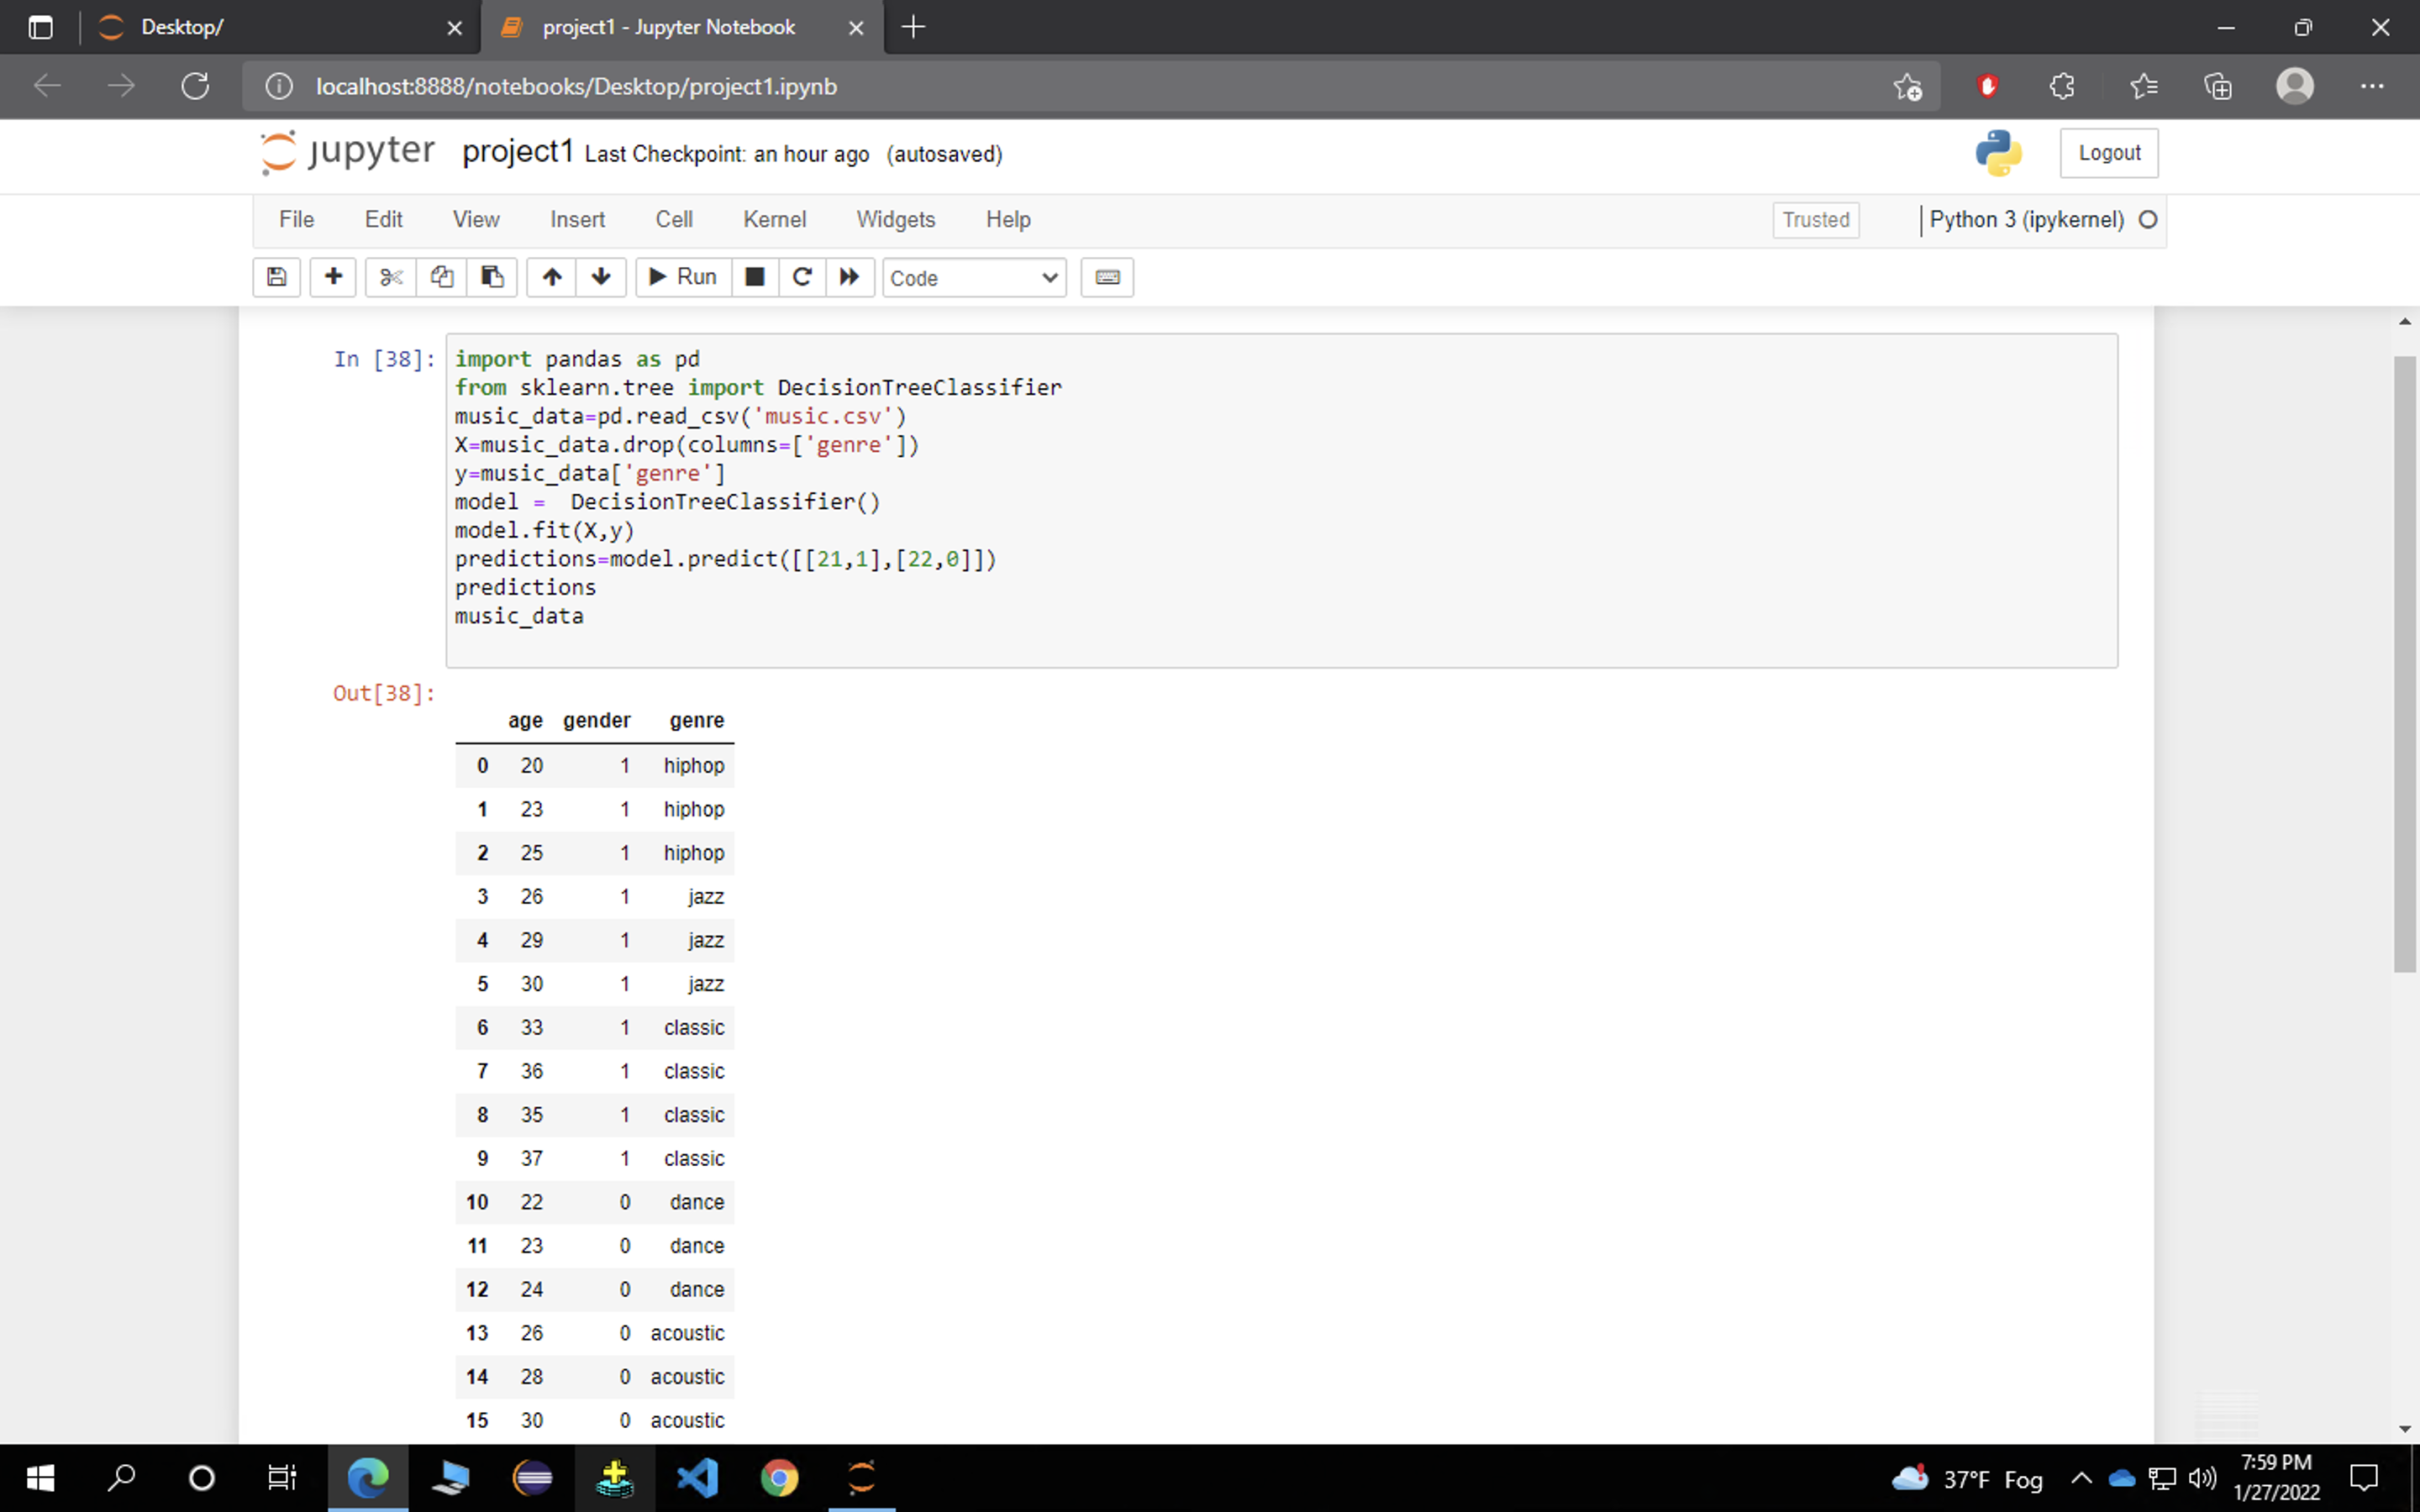 Desktop/
project1 - Jupyter Notebook
localhost:8888/notebooks/Desktop/project1.ipynb
jupyter project1 Last Checkpoint: an hour ago (autosaved)
Logout
File Edit View Insert Cell Kernel Widgets Help
Trusted
Python 3 (ipykernel)
Run
Code
In [38]:
import pandas as pd
from sklearn.tree import DecisionTreeClassifier
music_data=pd.read_csv('music.csv')
X=music_data.drop(columns=['genre'])
y=music_data['genre']
model =  DecisionTreeClassifier()
model.fit(X,y)
predictions=model.predict([[21,1],[22,0]])
predictions
music_data
Out[38]:
age gender genre
0 20 1 hiphop
1 23 1 hiphop
2 25 1 hiphop
3 26 1 jazz
4 29 1 jazz
5 30 1 jazz
6 33 1 classic
7 36 1 classic
8 35 1 classic
9 37 1 classic
10 22 0 dance
11 23 0 dance
12 24 0 dance
13 26 0 acoustic
14 28 0 acoustic
15 30 0 acoustic
37°F Fog
7:59 PM
1/27/2022